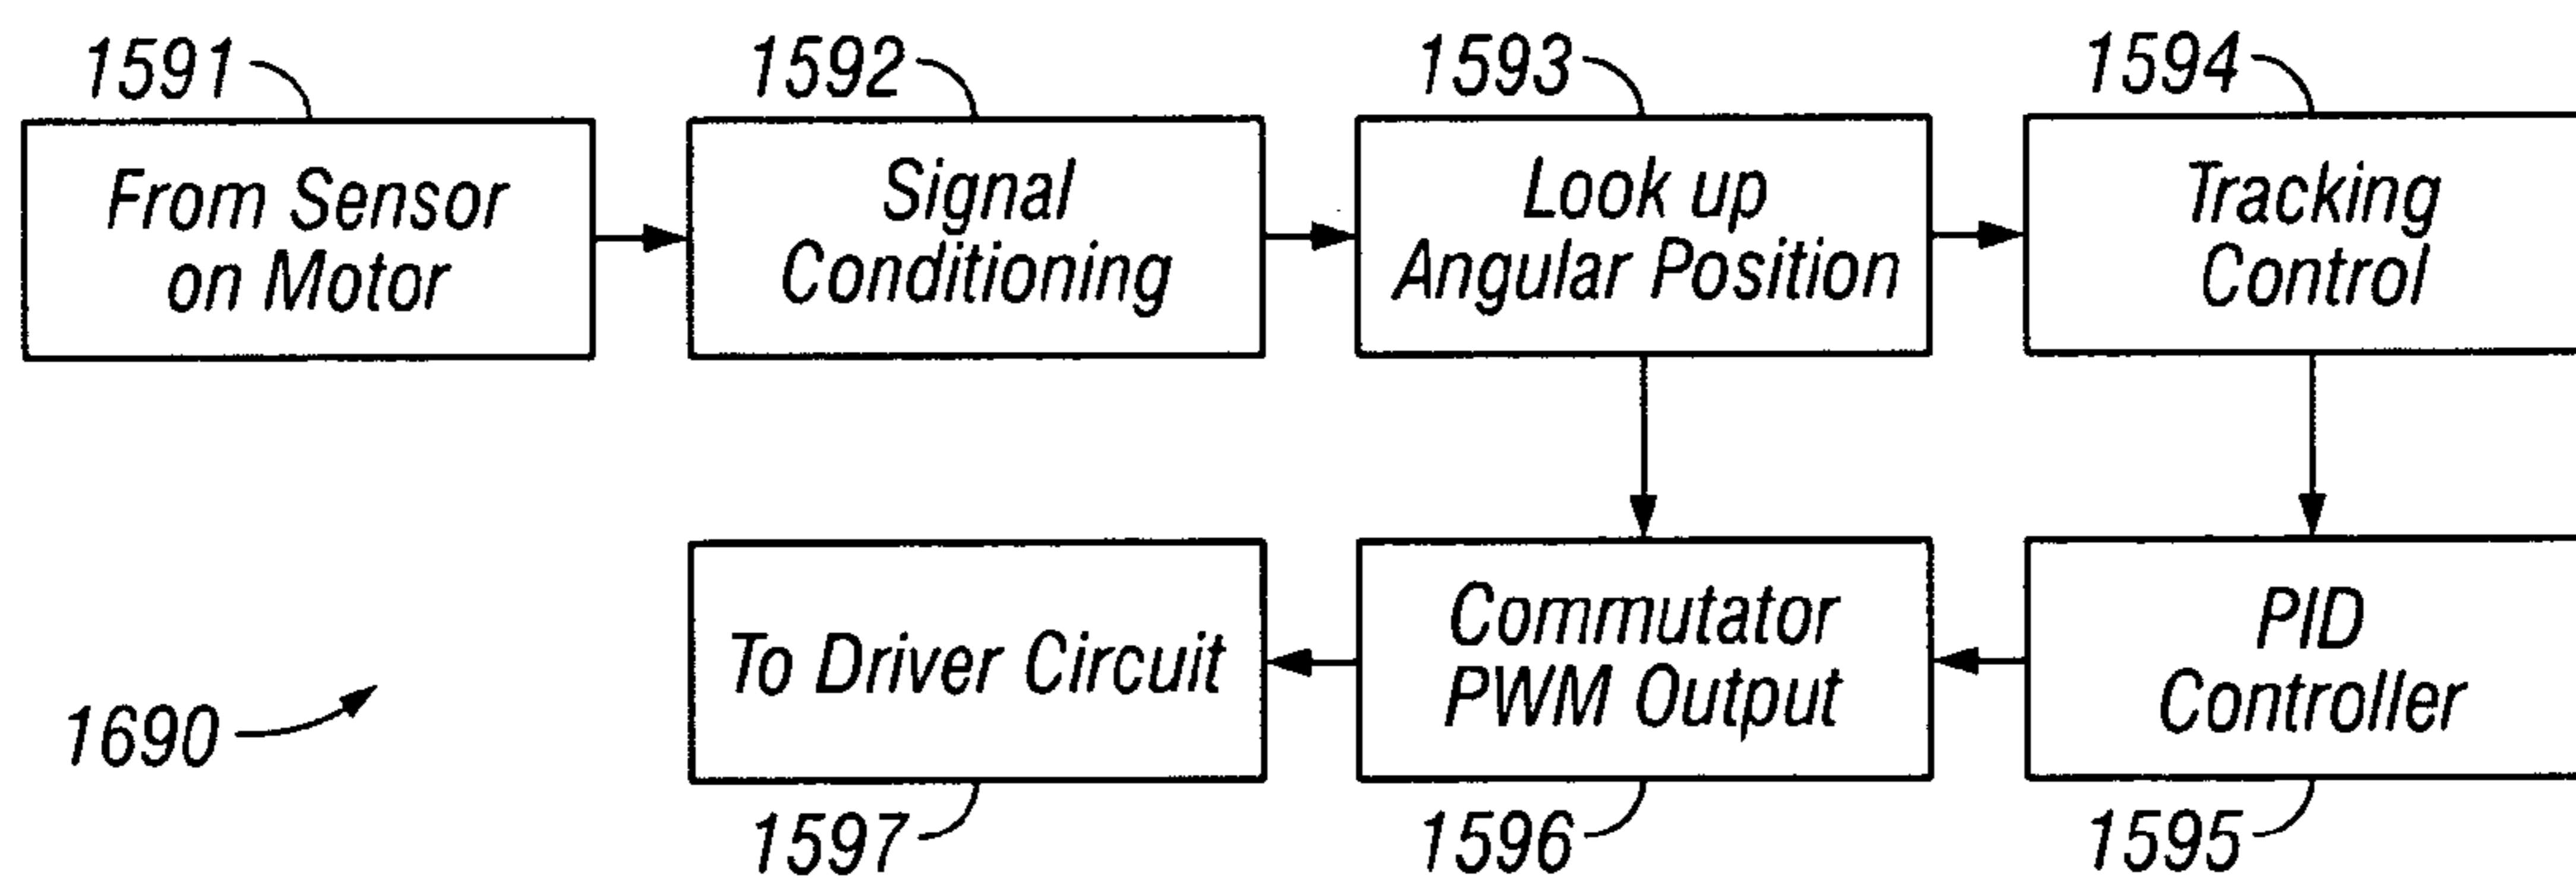 1591
1592
1593
1594
From Sensor
on Motor
Signal
Conditioning
Look up
Angular Position
Tracking
Control
To Driver Circuit
Commutator
PWM Output
PID
Controller
1690
1597
1596
1595